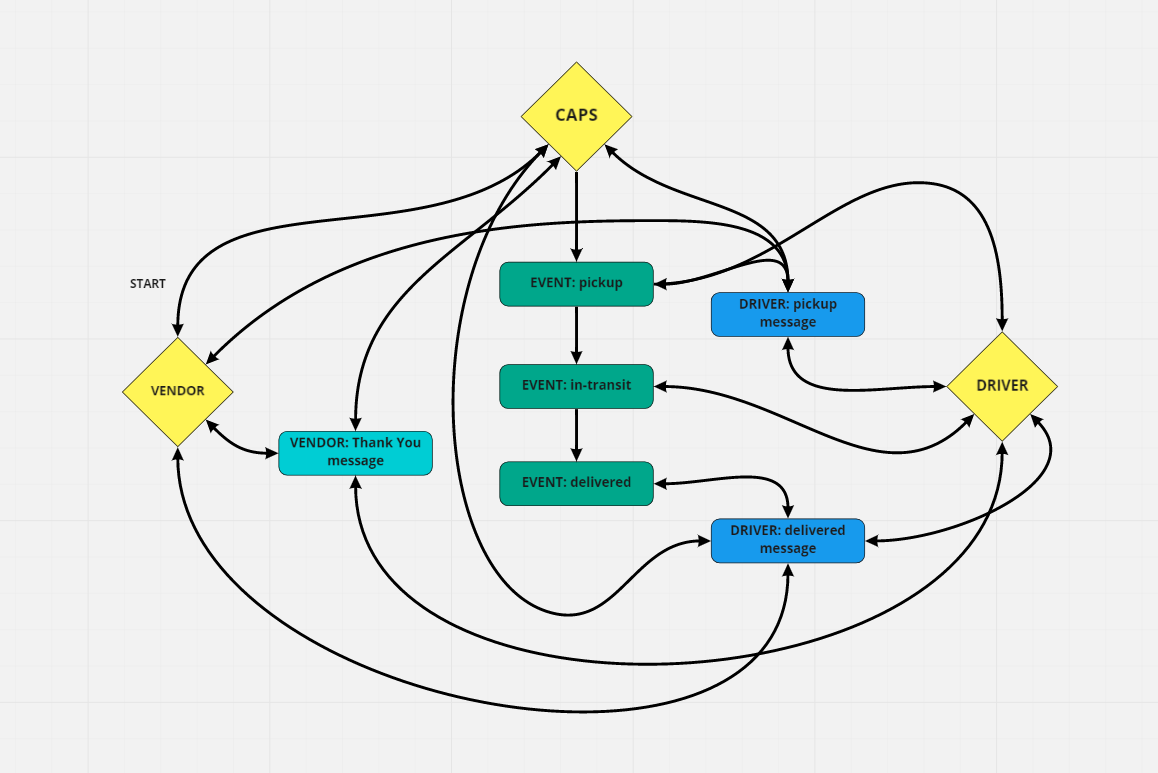 CAPS
START
EVENT: pickup
DRIVER: pickup
message
VENDOR
EVENT: in-transit
DRIVER
VENDOR: Thank You
message
EVENT: delivered
DRIVER: delivered
message